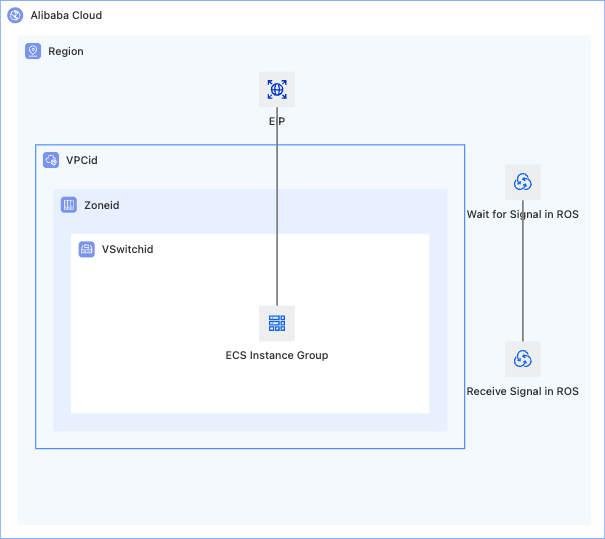 Alibaba Cloud
Region
EIP
VPCid
Zoneid
Wait for Signal in ROS
VSwitchid
ECS Instance Group
Receive Signal in ROS